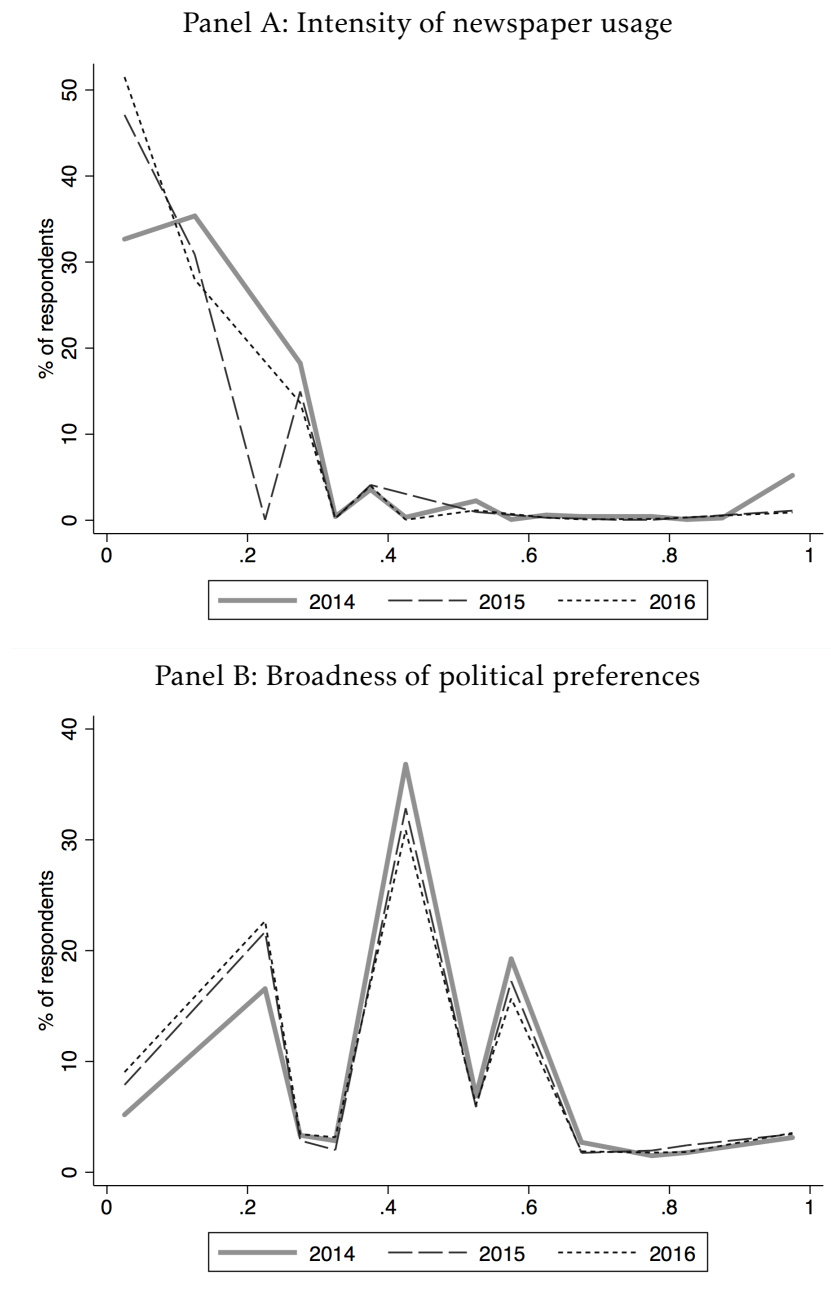 Panel A: Intensity of newspaper usage
50
40
30
20
10
0
% of respondents
0 .2 .4 .6 .8 1
2014 2015 2016
Panel B: Broadness of political preferences
40
30
20
10
0
% of respondents
0 .2 .4 .6 .8 1
2014 2015 2016